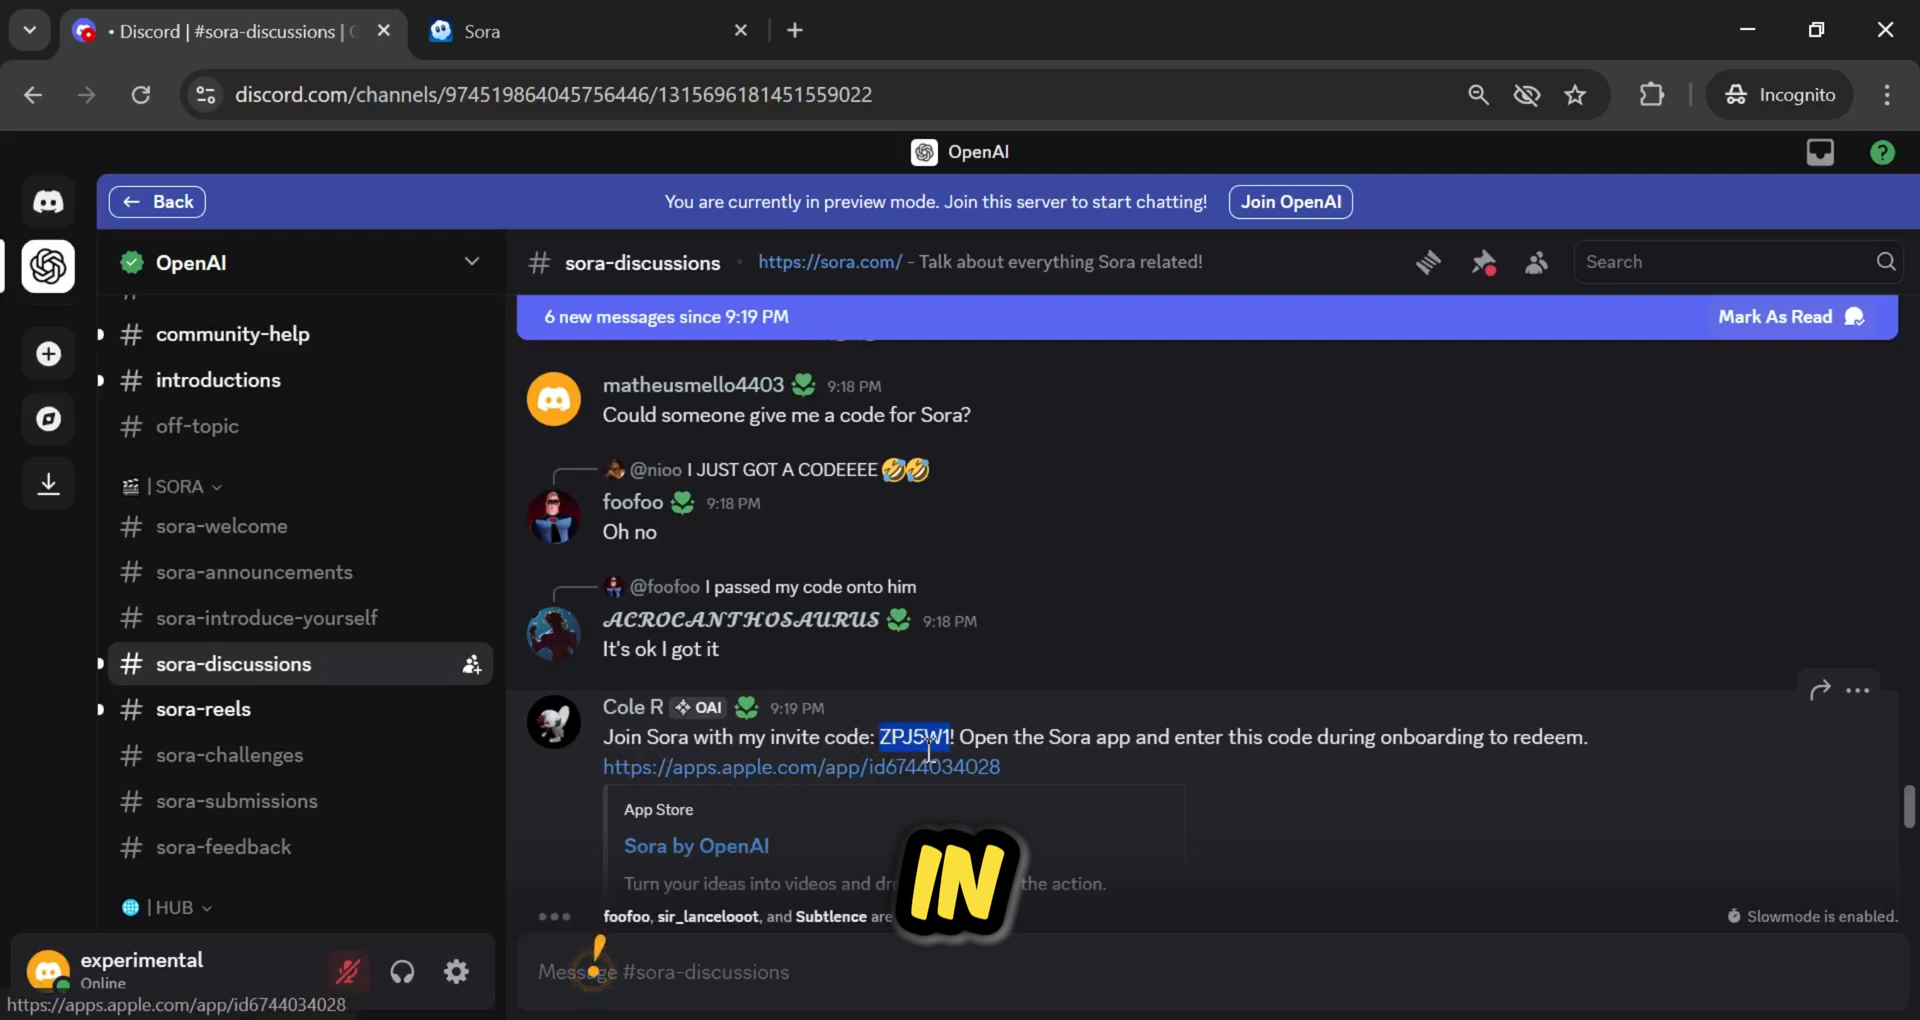 • Discord | #sora-discussions |
Sora
discord.com/channels/974519864045756446/1315696181451559022
Incognito
OpenAI
Back
You are currently in preview mode. Join this server to start chatting!
Join OpenAI
OpenAI
community-help
introductions
off-topic
| SORA
sora-welcome
sora-announcements
sora-introduce-yourself
sora-discussions
sora-reels
sora-challenges
sora-submissions
sora-feedback
| HUB
experimental
Online
https://apps.apple.com/app/id6744034028
# sora-discussions
https://sora.com/ - Talk about everything Sora related!
Search
6 new messages since 9:19 PM
Mark As Read
matheusmello4403 9:18 PM
Could someone give me a code for Sora?
@nioo I JUST GOT A CODEEEE 🤣🤣
foofoo 9:18 PM
Oh no
@foofoo I passed my code onto him
𝓐𝓒𝓡𝓞𝓒𝓐𝓝𝓣𝓗𝓞𝓢𝓐𝓤𝓡𝓤𝓢 9:18 PM
It's ok I got it
Cole R OAI 9:19 PM
Join Sora with my invite code: ZPJ5W1! Open the Sora app and enter this code during onboarding to redeem.
https://apps.apple.com/app/id6744034028
App Store
Sora by OpenAI
Turn your ideas into videos and the action.
IN
foofoo, sir_lancelooot, and Subtlence are
Slowmode is enabled.
Message #sora-discussions